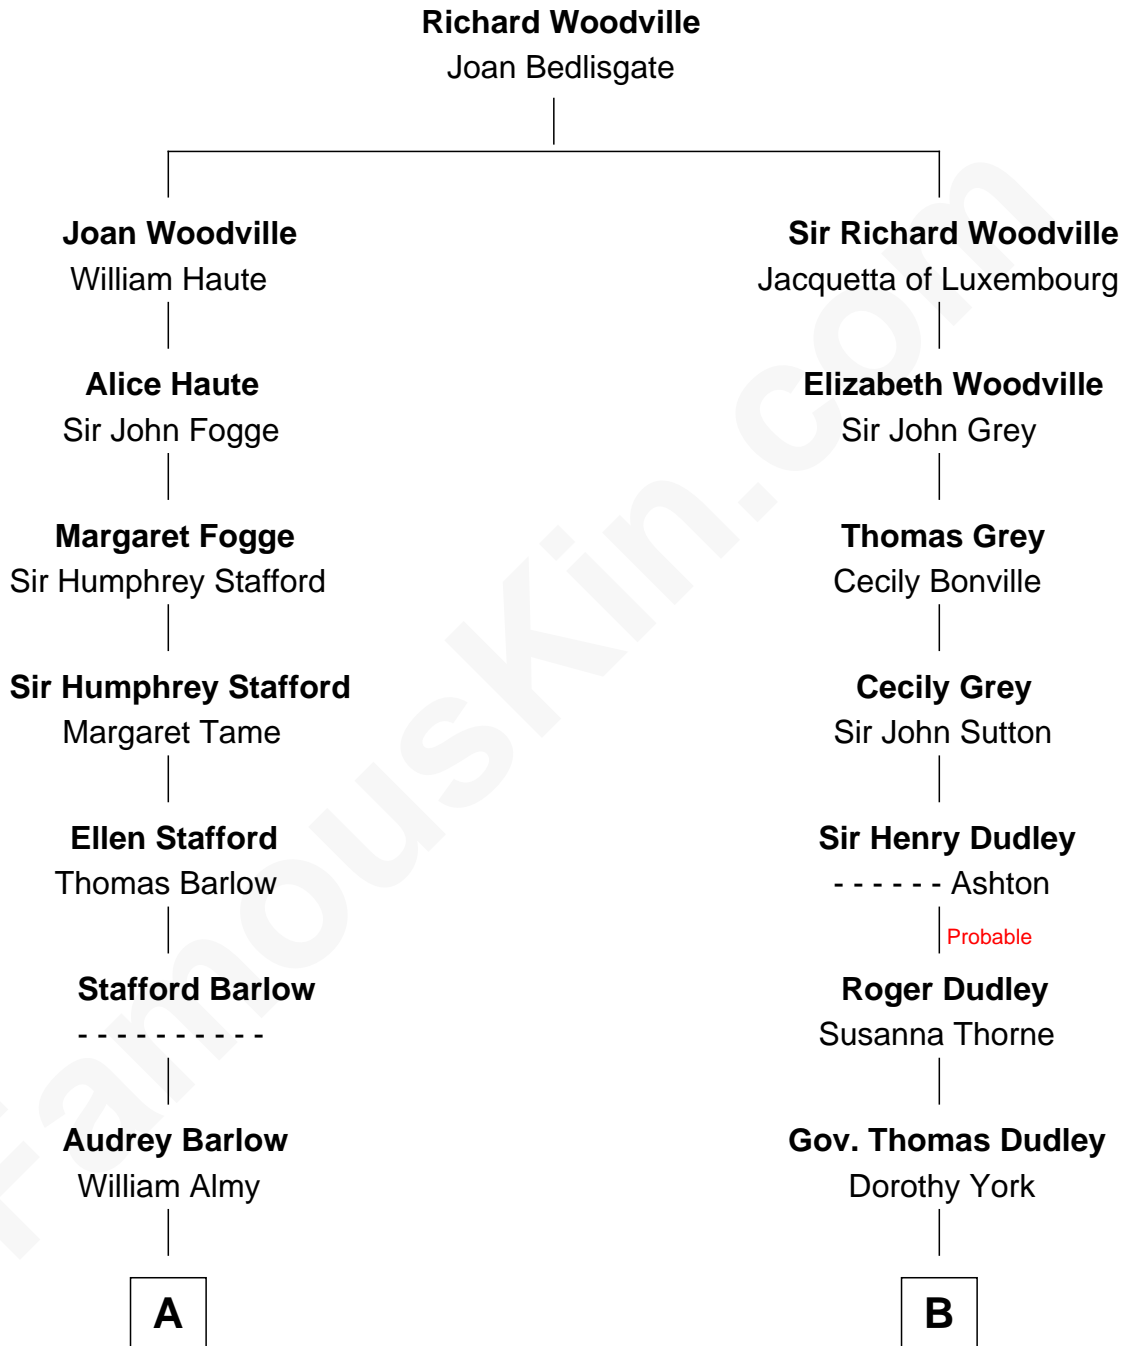 Richard Woodville
Joan Bedlisgate
Joan Woodville
William Haute
Sir Richard Woodville
Jacquetta of Luxembourg
Alice Haute
Sir John Fogge
Elizabeth Woodville
Sir John Grey
Margaret Fogge
Sir Humphrey Stafford
Thomas Grey
Cecily Bonville
Sir Humphrey Stafford
Margaret Tame
Cecily Grey
Sir John Sutton
Ellen Stafford
Thomas Barlow
Sir Henry Dudley
- - - - - - Ashton
Probable
Stafford Barlow
- - - - - - - - - -
Roger Dudley
Susanna Thorne
Audrey Barlow
William Almy
Gov. Thomas Dudley
Dorothy York
A
B
FamousKin.com